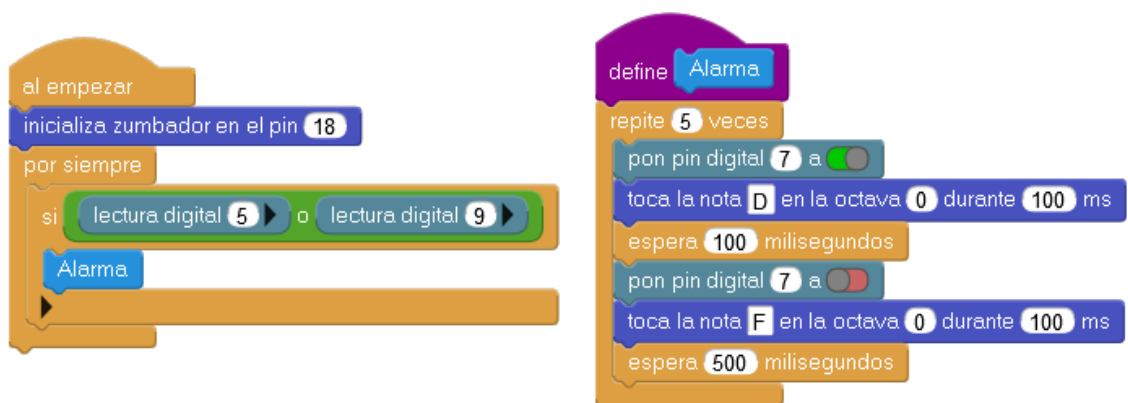 al empezar
inicializa zumbador en el pin 18
por siempre
si lectura digital 5 o lectura digital 9
Alarma
define Alarma
repite 5 veces
pon pin digital 7 a
toca la nota D en la octava 0 durante 100 ms
espera 100 milisegundos
pon pin digital 7 a
toca la nota F en la octava 0 durante 100 ms
espera 500 milisegundos